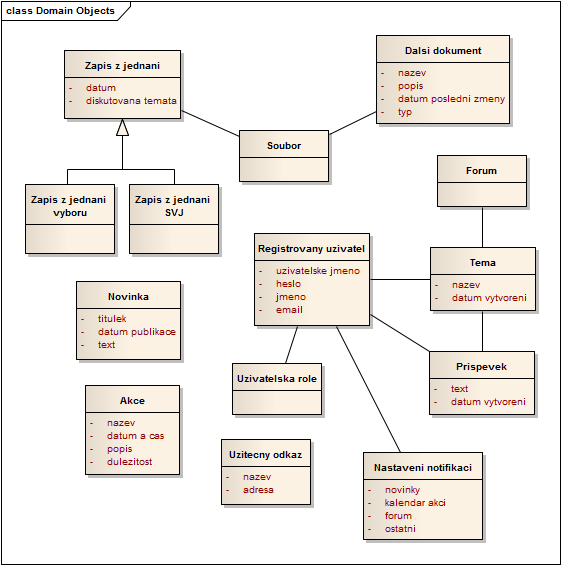 class Domain Objects
Zapis z jednani
- datum
- diskutovana temata
Dalsi dokument
- nazev
- popis
- datum posledni zmeny
- typ
Soubor
Zapis z jednani
vyboru
Zapis z jednani
SVJ
Forum
Registrovany uzivatel
- uzivatelske jmeno
- heslo
- jmeno
- email
Tema
- nazev
- datum vytvoreni
Novinka
- titulek
- datum publikace
- text
Uzivatelska role
Prispevek
- text
- datum vytvoreni
Akce
- nazev
- datum a cas
- popis
- dulezitost
Uzitecny odkaz
- nazev
- adresa
Nastaveni notifikaci
- novinky
- kalendar akci
- forum
- ostatni